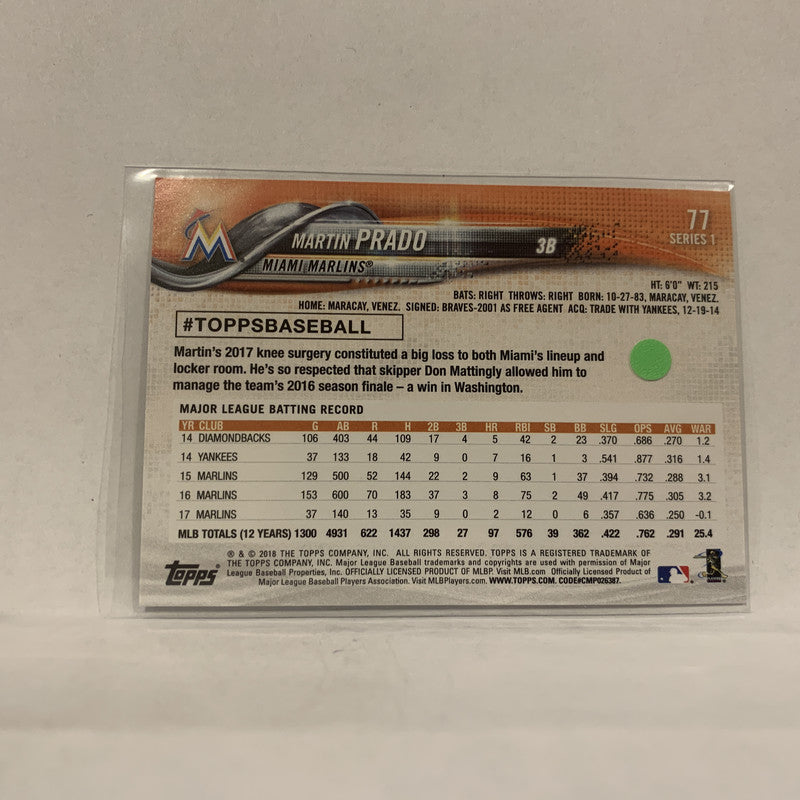 77
SERIES 1
MARTIN PRADO
3B
MIAMI MARLINS®
HT: 6'0" WT: 215
BATS: RIGHT THROWS: RIGHT BORN: 10-27-83, MARACAY, VENEZ.
HOME: MARACAY, VENEZ. SIGNED: BRAVES-2001 AS FREE AGENT ACQ: TRADE WITH YANKEES, 12-19-14
#TOPPSBASEBALL
Martin's 2017 knee surgery constituted a big loss to both Miami's lineup and
locker room. He's so respected that skipper Don Mattingly allowed him to
manage the team's 2016 season finale – a win in Washington.
MAJOR LEAGUE BATTING RECORD
YR CLUB G AB R H 2B 3B HR RBI SB BB SLG OPS AVG WAR
14 DIAMONDBACKS 106 403 44 109 17 4 5 42 2 23 .370 .686 .270 1.2
14 YANKEES 37 133 18 42 9 0 7 16 1 3 .541 .877 .316 1.4
15 MARLINS 129 500 52 144 22 2 9 63 1 37 .394 .732 .288 3.1
16 MARLINS 153 600 70 183 37 3 8 75 2 49 .417 .775 .305 3.2
17 MARLINS 37 140 13 35 9 0 2 12 0 6 .357 .636 .250 -0.1
MLB TOTALS (12 YEARS) 1300 4931 622 1437 298 27 97 576 39 362 .422 .762 .291 25.4
® & © 2018 THE TOPPS COMPANY, INC. ALL RIGHTS RESERVED. TOPPS IS A REGISTERED TRADEMARK OF
THE TOPPS COMPANY, INC. Major League Baseball trademarks and copyrights are used with permission of Major
League Baseball Properties, Inc. OFFICIALLY LICENSED PRODUCT OF MLBP. Visit MLB.com Officially Licensed Product of
Major League Baseball Players Association. Visit MLBPlayers.com. WWW.TOPPS.COM. CODE#CMP026387.
topps